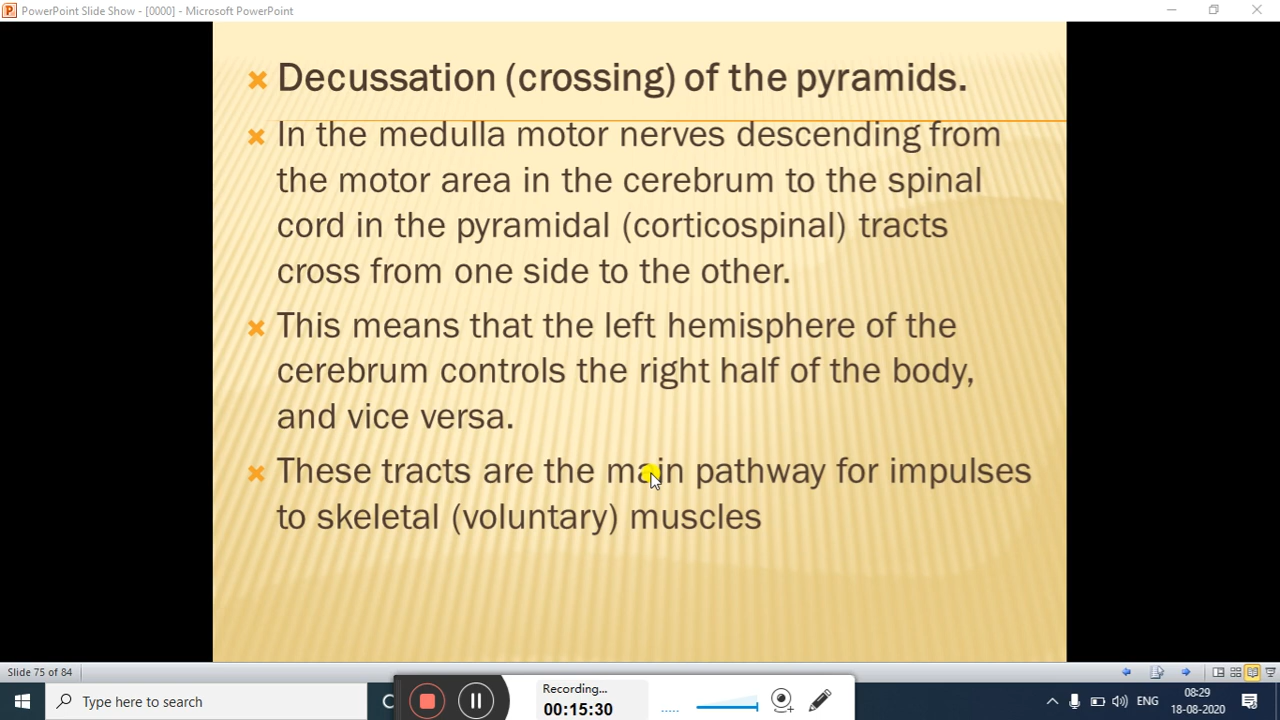 PowerPoint Slide Show - [0000] - Microsoft PowerPoint
Decussation (crossing) of the pyramids.
In the medulla motor nerves descending from
the motor area in the cerebrum to the spinal
cord in the pyramidal (corticospinal) tracts
cross from one side to the other.
This means that the left hemisphere of the
cerebrum controls the right half of the body,
and vice versa.
These tracts are the main pathway for impulses
to skeletal (voluntary) muscles
Slide 75 of 84
Type here to search
Recording...
00:15:30
ENG
08:29
18-08-2020